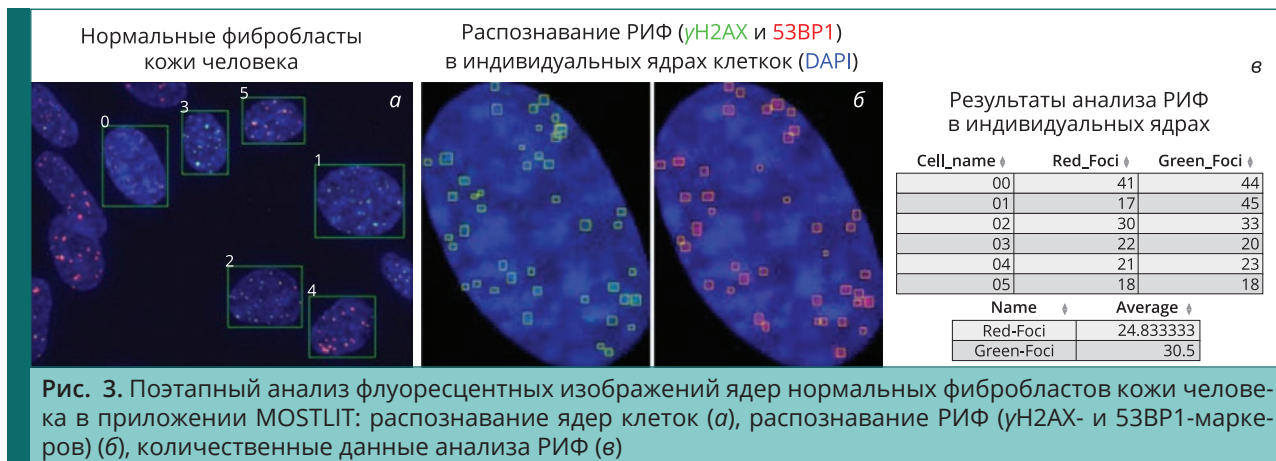 Нормальные фибробласты
кожи человека
Распознавание РИФ (γH2AX и 53BP1)
в индивидуальных ядрах клеткок (DAPI)
а
0
3
5
1
2
4
б
в
Результаты анализа РИФ
в индивидуальных ядрах
Cell_name Red_Foci Green_Foci
00 41 44
01 17 45
02 30 33
03 22 20
04 21 23
05 18 18
Name Average
Red-Foci 24.833333
Green-Foci 30.5
Рис. 3. Поэтапный анализ флуоресцентных изображений ядер нормальных фибробластов кожи челове-
ка в приложении MOSTLIT: распознавание ядер клеток (а), распознавание РИФ (γH2AX- и 53BP1-марке-
ров) (б), количественные данные анализа РИФ (в)